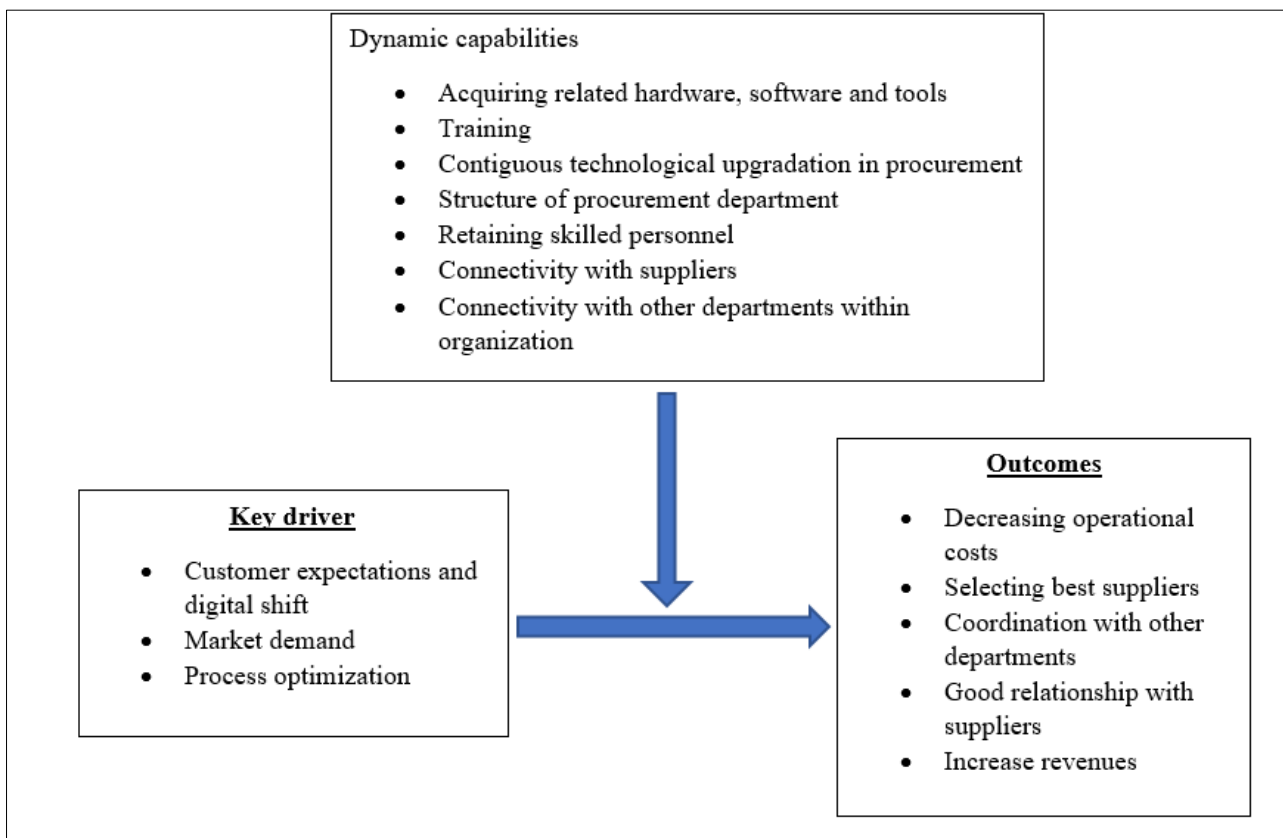 Dynamic capabilities
• Acquiring related hardware, software and tools
• Training
• Contiguous technological upgradation in procurement
• Structure of procurement department
• Retaining skilled personnel
• Connectivity with suppliers
• Connectivity with other departments within
organization
Key driver
• Customer expectations and
digital shift
• Market demand
• Process optimization
Outcomes
• Decreasing operational
costs
• Selecting best suppliers
• Coordination with other
departments
• Good relationship with
suppliers
• Increase revenues